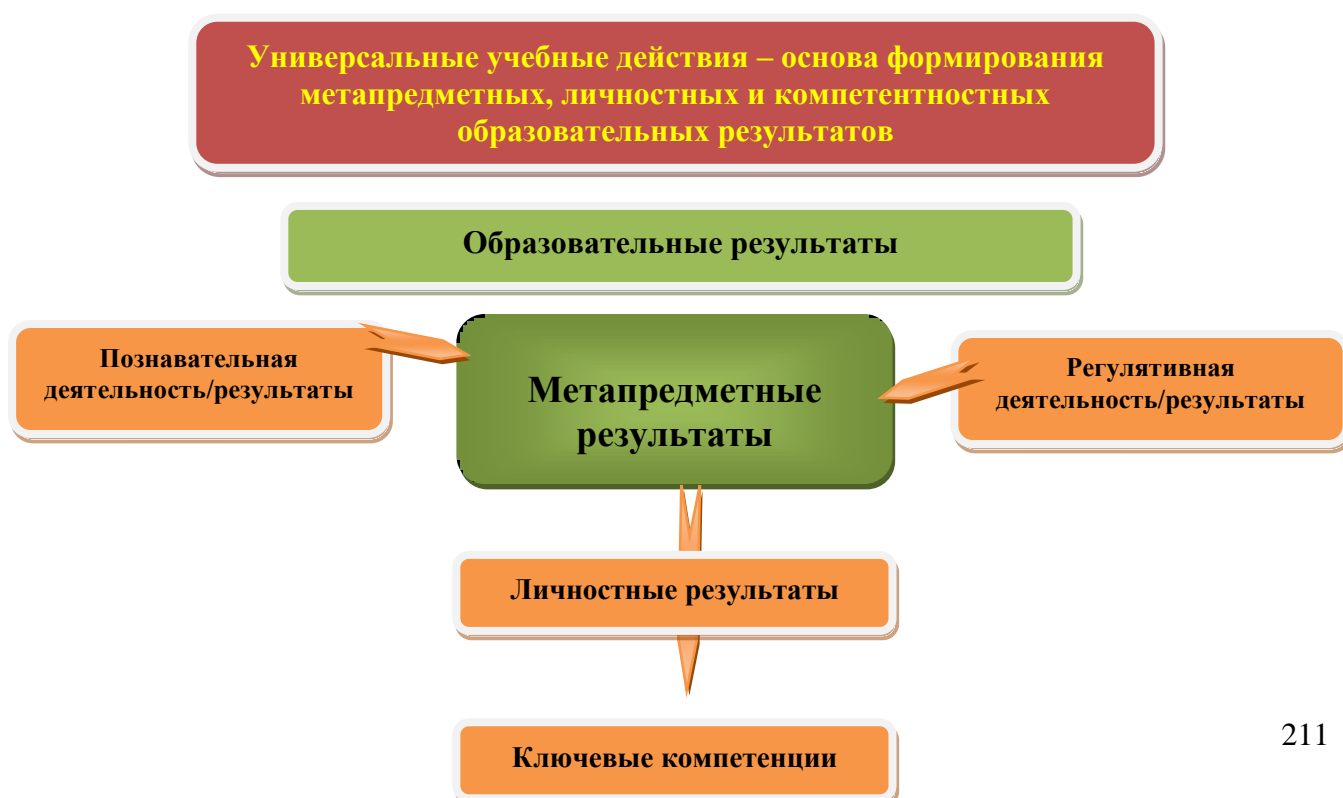 Универсальные учебные действия – основа формирования
метапредметных, личностных и компетентностных
образовательных результатов
Образовательные результаты
Познавательная
деятельность/результаты
Метапредметные
результаты
Регулятивная
деятельность/результаты
Личностные результаты
Ключевые компетенции
211